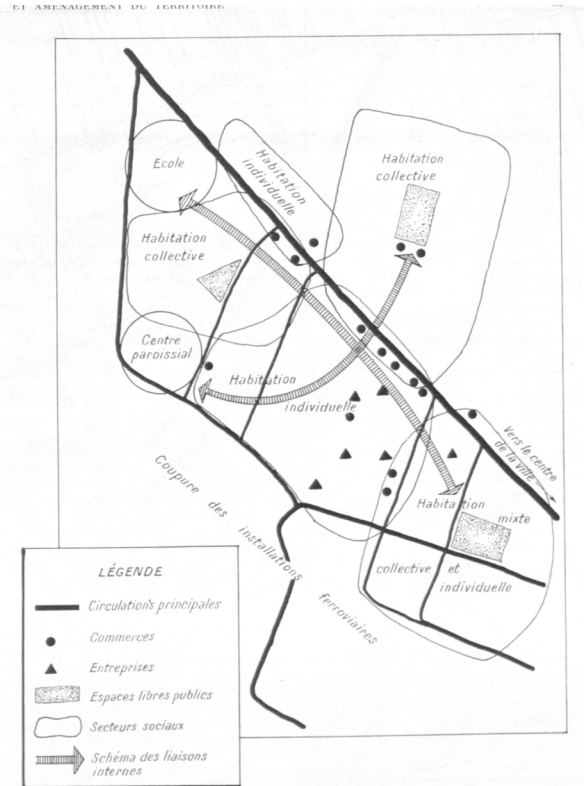 ET AMÉNAGEMENT DU TERRITOIRE
Ecole
Habitation
individuelle
Habitation
collective
Habitation
collective
Centre
paroissial
Habitation
individuelle
Vers le centre
de la ville
Coupure des installations ferroviaires
Habitation
mixte
collective et
individuelle
LÉGENDE
Circulations principales
Commerces
Entreprises
Espaces libres publics
Secteurs sociaux
Schéma des liaisons
internes